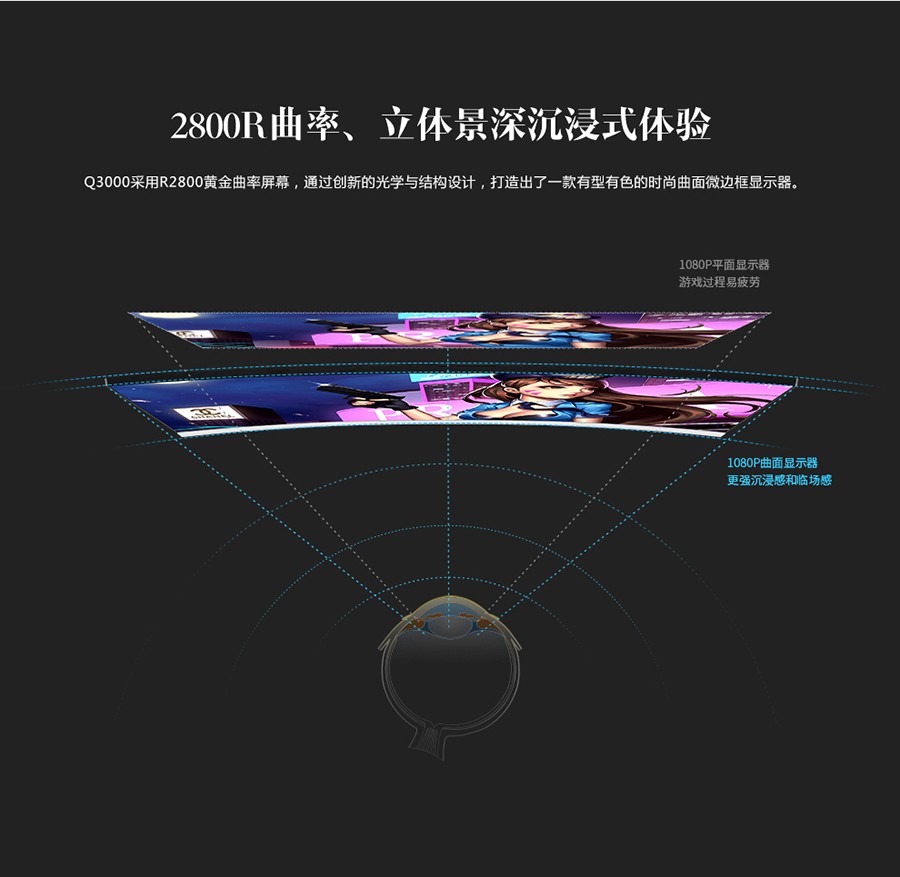 2800R曲率、立体景深沉浸式体验
Q3000采用R2800黄金曲率屏幕，通过创新的光学与结构设计，打造出了一款有型有色的时尚曲面微边框显示器。
1080P平面显示器
游戏过程易疲劳
1080P曲面显示器
更强沉浸感和临场感